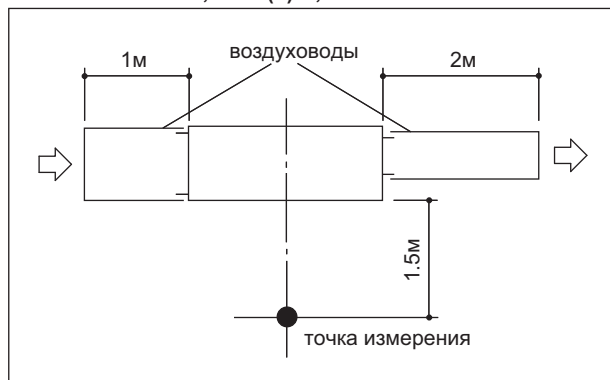 воздуховоды
1м
2м
1.5м
точка измерения